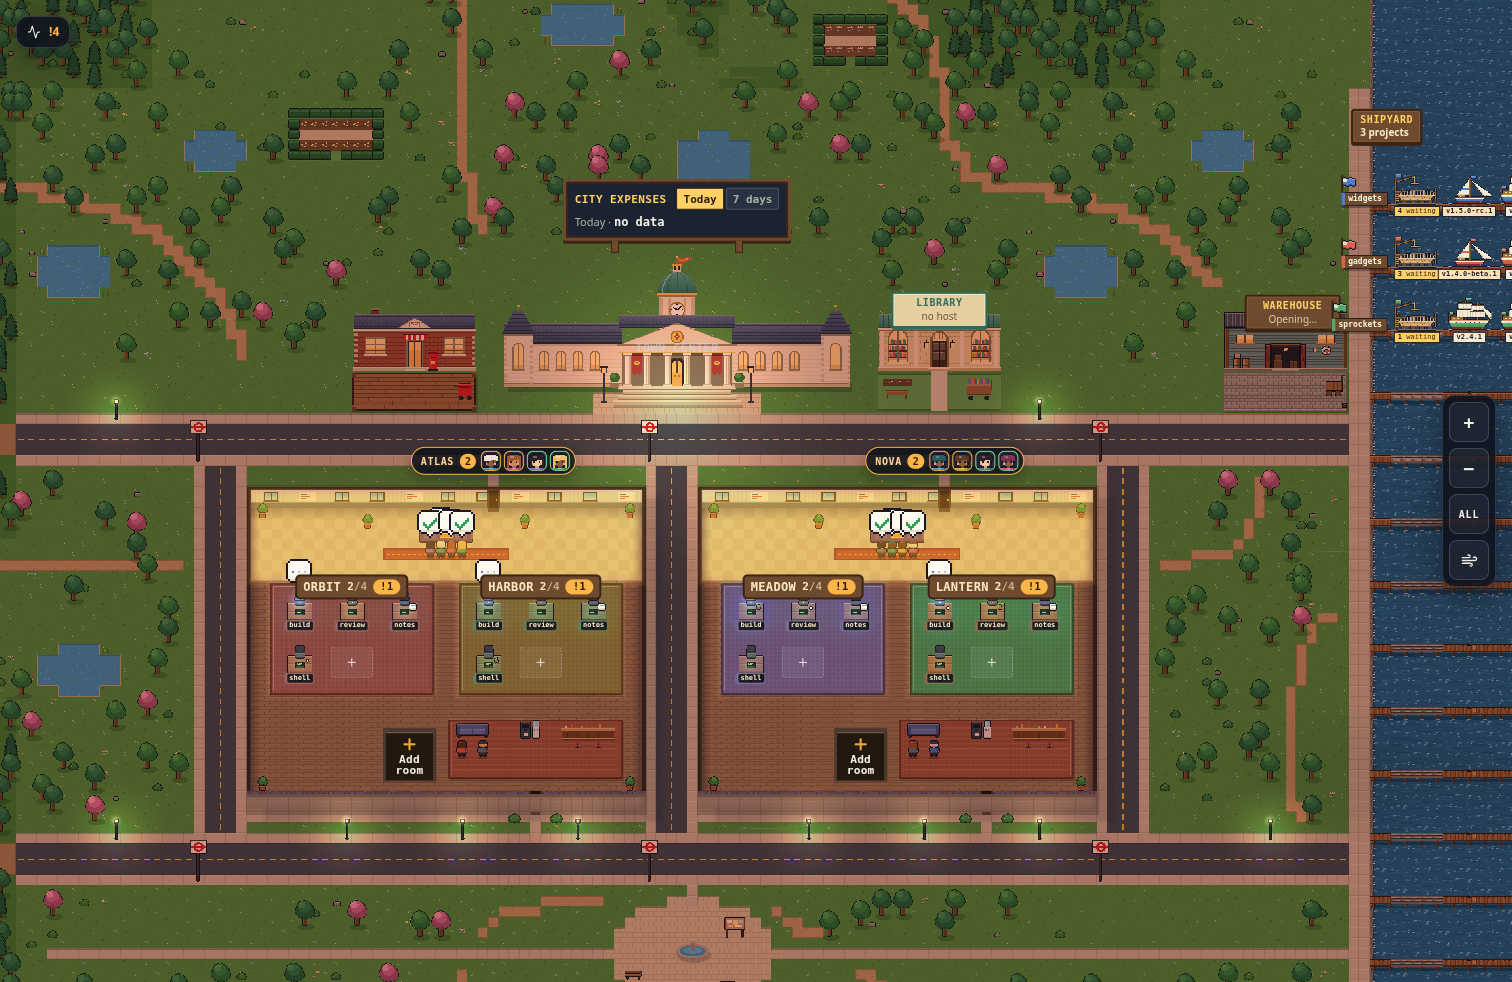 !4
SHIPYARD
3 projects
CITY EXPENSES Today 7 days
Today · no data
widgets
4 waiting v1.5.0-rc.1
gadgets
3 waiting v1.4.0-beta.1
LIBRARY
no host
WAREHOUSE
Opening...
sprockets
1 waiting v2.4.1
+
−
ALL
ATLAS 2
NOVA 2
ORBIT 2/4 !1
HARBOR 2/4 !1
MEADOW 2/4 !1
LANTERN 2/4 !1
build review notes
build review notes
build review notes
build review notes
shell +
shell +
shell +
shell +
+
Add
room
+
Add
room